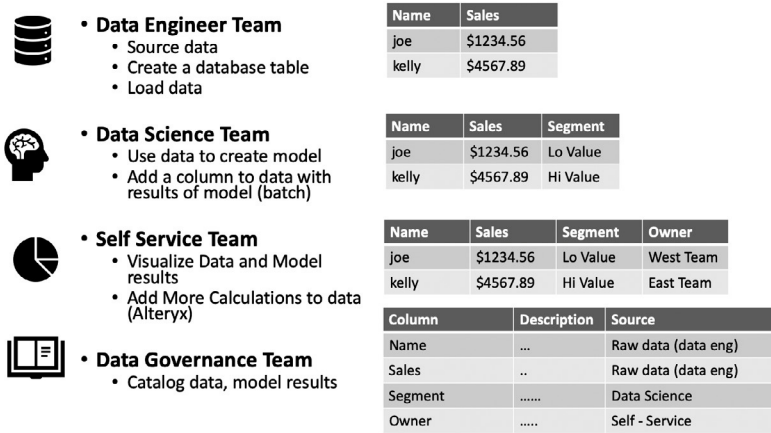 • Data Engineer Team
• Source data
• Create a database table
• Load data
Name Sales
joe $1234.56
kelly $4567.89
• Data Science Team
• Use data to create model
• Add a column to data with
results of model (batch)
Name Sales Segment
joe $1234.56 Lo Value
kelly $4567.89 Hi Value
• Self Service Team
• Visualize Data and Model
results
• Add More Calculations to data
(Alteryx)
Name Sales Segment Owner
joe $1234.56 Lo Value West Team
kelly $4567.89 Hi Value East Team
• Data Governance Team
• Catalog data, model results
Column Description Source
Name ... Raw data (data eng)
Sales .. Raw data (data eng)
Segment ...... Data Science
Owner ..... Self - Service